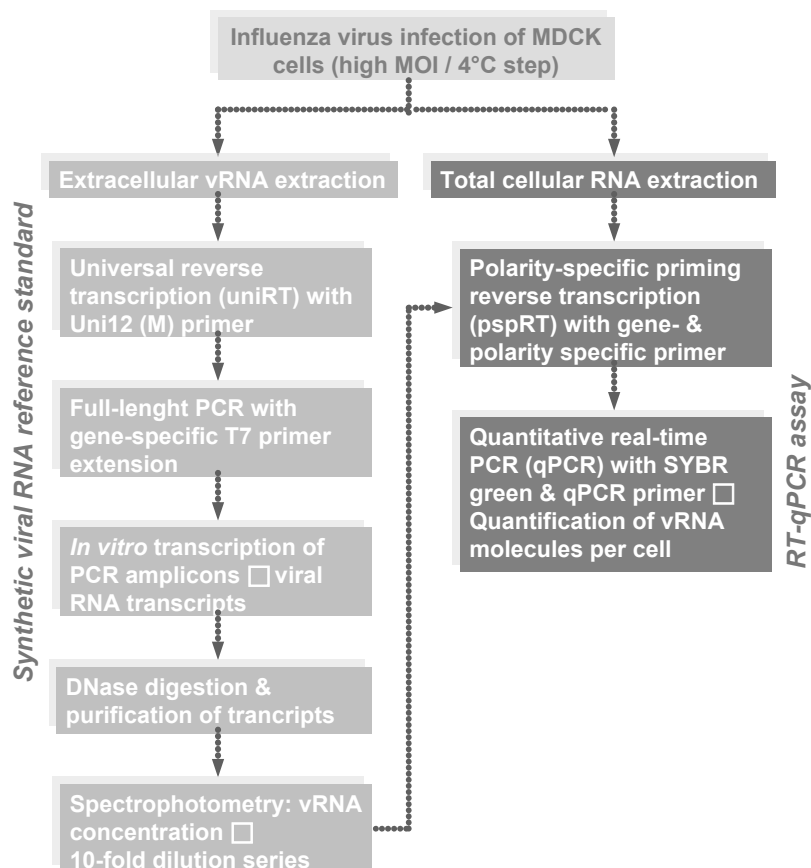 Influenza virus infection of MDCK
cells (high MOI / 4°C step)
Extracellular vRNA extraction
Total cellular RNA extraction
Synthetic viral RNA reference standard
Universal reverse
transcription (uniRT) with
Uni12 (M) primer
Full-lenght PCR with
gene-specific T7 primer
extension
In vitro transcription of
PCR amplicons □ viral
RNA transcripts
DNase digestion &
purification of trancripts
Spectrophotometry: vRNA
concentration □
10-fold dilution series
Polarity-specific priming
reverse transcription
(pspRT) with gene- &
polarity specific primer
Quantitative real-time
PCR (qPCR) with SYBR
green & qPCR primer □
Quantification of vRNA
molecules per cell
RT-qPCR assay